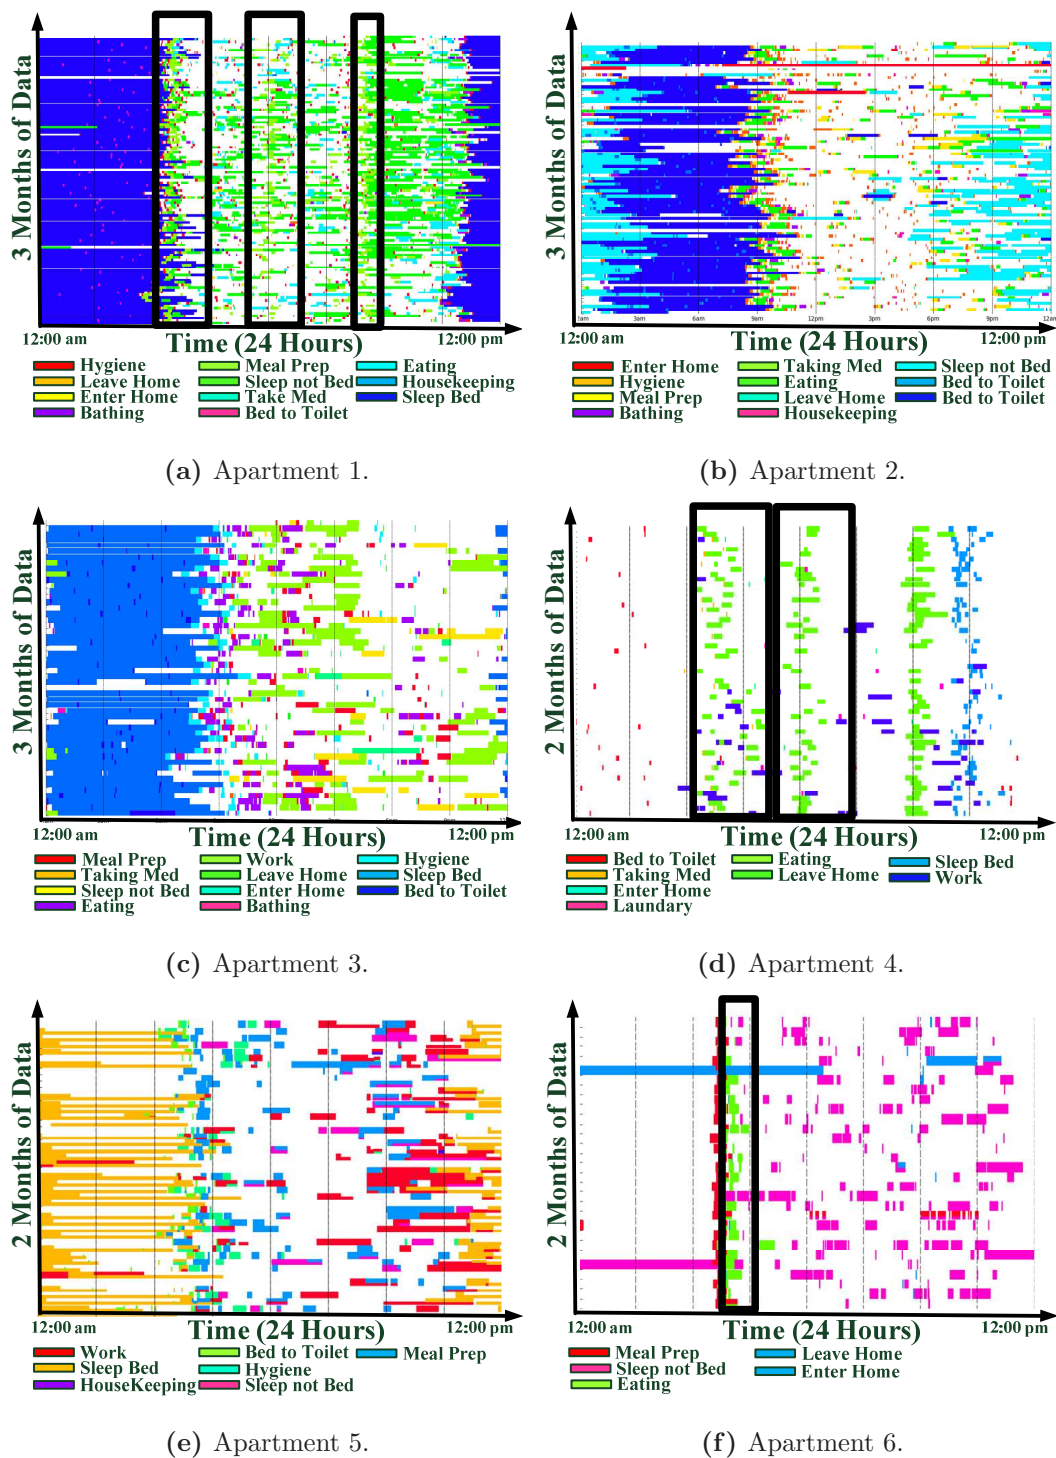 3 Months of Data
12:00 am Time (24 Hours) 12:00 pm
Hygiene Meal Prep Eating
Leave Home Sleep not Bed Housekeeping
Enter Home Take Med Sleep Bed
Bathing Bed to Toilet
(a) Apartment 1.
3 Months of Data
3am 6am 9am 12pm 3pm 6pm 9pm
12:00 am Time (24 Hours) 12:00 pm
Enter Home Taking Med Sleep not Bed
Hygiene Eating Bed to Toilet
Meal Prep Leave Home Bed to Toilet
Bathing Housekeeping
(b) Apartment 2.
3 Months of Data
12:00 am Time (24 Hours) 12:00 pm
Meal Prep Work Hygiene
Taking Med Leave Home Sleep Bed
Sleep not Bed Enter Home Bed to Toilet
Eating Bathing
(c) Apartment 3.
2 Months of Data
12:00 am Time (24 Hours) 12:00 pm
Bed to Toilet Eating Sleep Bed
Taking Med Leave Home Work
Enter Home
Laundary
(d) Apartment 4.
2 Months of Data
12:00 am Time (24 Hours) 12:00 pm
Work Bed to Toilet Meal Prep
Sleep Bed Hygiene
HouseKeeping Sleep not Bed
(e) Apartment 5.
2 Months of Data
12:00 am Time (24 Hours) 12:00 pm
Meal Prep Leave Home
Sleep not Bed Enter Home
Eating
(f) Apartment 6.